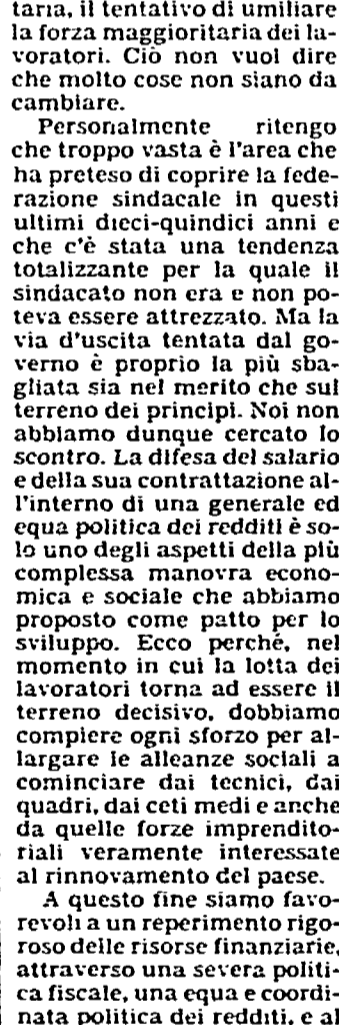 taria, il tentativo di umiliare
la forza maggioritaria dei la-
voratori. Ciò non vuol dire
che molto cose non siano da
cambiare.
Personalmente ritengo
che troppo vasta è l'area che
ha preteso di coprire la fede-
razione sindacale in questi
ultimi dieci-quindici anni e
che c'è stata una tendenza
totalizzante per la quale il
sindacato non era e non po-
teva essere attrezzato. Ma la
via d'uscita tentata dal go-
verno è proprio la più sba-
gliata sia nel merito che sul
terreno dei principi. Noi non
abbiamo dunque cercato lo
scontro. La difesa del salario
e della sua contrattazione al-
l'interno di una generale ed
equa politica dei redditi è so-
lo uno degli aspetti della più
complessa manovra econo-
mica e sociale che abbiamo
proposto come patto per lo
sviluppo. Ecco perché, nel
momento in cui la lotta dei
lavoratori torna ad essere il
terreno decisivo, dobbiamo
compiere ogni sforzo per al-
largare le alleanze sociali a
cominciare dai tecnici, dai
quadri, dai ceti medi e anche
da quelle forze imprendito-
riali veramente interessate
al rinnovamento del paese.
A questo fine siamo favo-
revoli a un reperimento rigo-
roso delle risorse finanziarie,
attraverso una severa politi-
ca fiscale, una equa e coordi-
nata politica dei redditi, e al